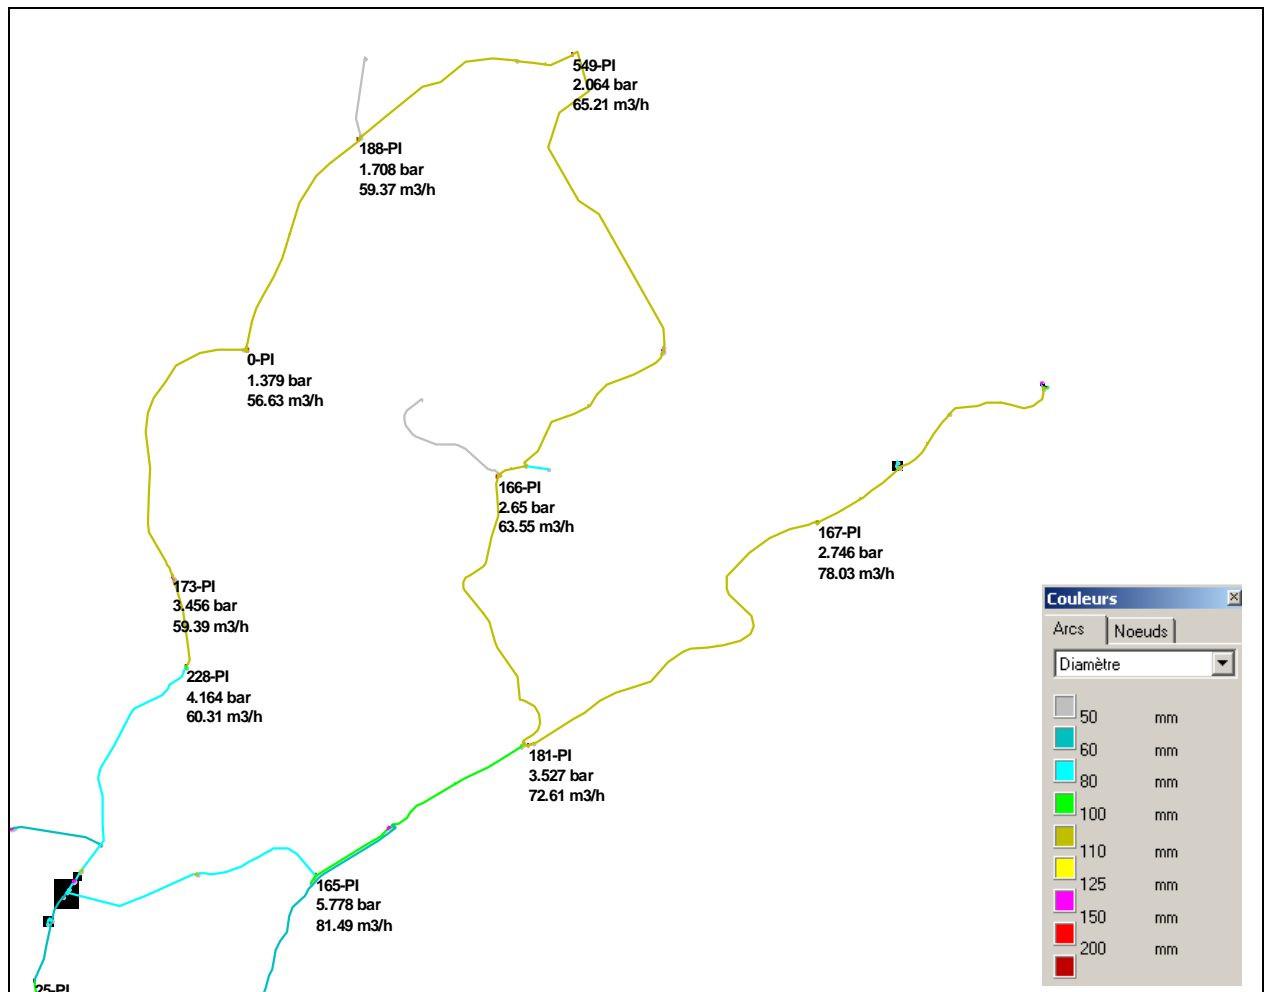 549-PI
2.064 bar
65.21 m3/h
188-PI
1.708 bar
59.37 m3/h
0-PI
1.379 bar
56.63 m3/h
166-PI
2.65 bar
63.55 m3/h
167-PI
2.746 bar
78.03 m3/h
173-PI
3.456 bar
59.39 m3/h
228-PI
4.164 bar
60.31 m3/h
181-PI
3.527 bar
72.61 m3/h
165-PI
5.778 bar
81.49 m3/h
25-PI
Couleurs
Arcs Noeuds
Diamètre
50 mm
60 mm
80 mm
100 mm
110 mm
125 mm
150 mm
200 mm